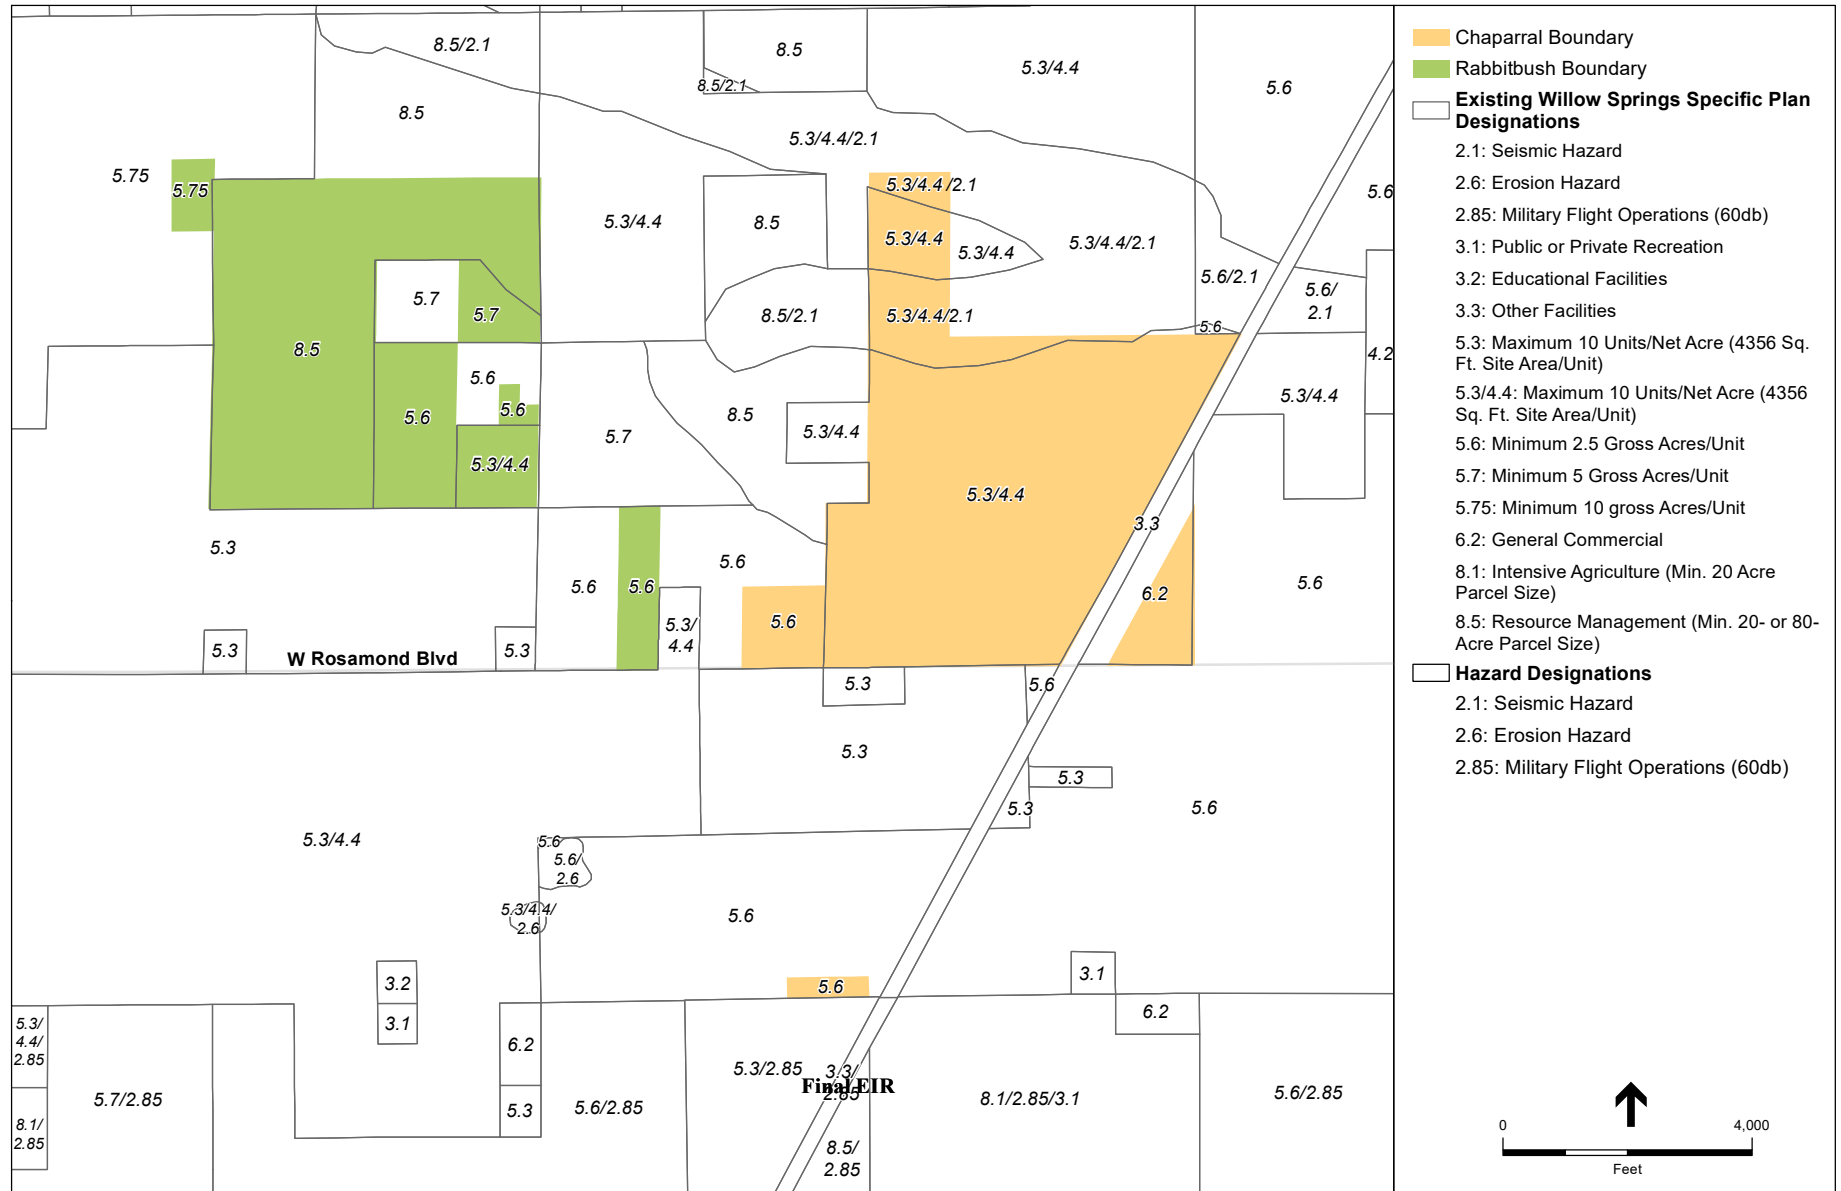 8.5/2.1
8.5
8.5/2.1
5.3/4.4
5.6
8.5
5.3/4.4/2.1
5.75
5.75
5.3/4.4/2.1
5.6
5.3/4.4
8.5
5.3/4.4
5.3/4.4
5.3/4.4/2.1
5.6/2.1
5.6/
2.1
5.7
5.7
8.5/2.1
5.3/4.4/2.1
5.6
8.5
4.2
5.6
5.6
5.6
5.3/4.4
5.7
8.5
5.3/4.4
5.3/4.4
5.3/4.4
5.3/4.4
3.3
5.3
5.6
5.6
5.6
5.6
6.2
5.6
5.3/
4.4
5.3
W Rosamond Blvd
5.3
5.3
5.6
5.3
5.3
5.3
5.6
5.3/4.4
5.6
5.6/
2.6
5.3/4.4/
2.6
5.6
3.2
3.1
5.6
3.1
6.2
5.3/
4.4/
2.85
8.1/
2.85
5.7/2.85
6.2
5.3
5.6/2.85
5.3/2.85
3.3/
2.85
Final EIR
8.5/
2.85
8.1/2.85/3.1
5.6/2.85
Chaparral Boundary
Rabbitbush Boundary
Existing Willow Springs Specific Plan
Designations
2.1: Seismic Hazard
2.6: Erosion Hazard
2.85: Military Flight Operations (60db)
3.1: Public or Private Recreation
3.2: Educational Facilities
3.3: Other Facilities
5.3: Maximum 10 Units/Net Acre (4356 Sq.
Ft. Site Area/Unit)
5.3/4.4: Maximum 10 Units/Net Acre (4356
Sq. Ft. Site Area/Unit)
5.6: Minimum 2.5 Gross Acres/Unit
5.7: Minimum 5 Gross Acres/Unit
5.75: Minimum 10 gross Acres/Unit
6.2: General Commercial
8.1: Intensive Agriculture (Min. 20 Acre
Parcel Size)
8.5: Resource Management (Min. 20- or 80-
Acre Parcel Size)
Hazard Designations
2.1: Seismic Hazard
2.6: Erosion Hazard
2.85: Military Flight Operations (60db)
0
4,000
Feet